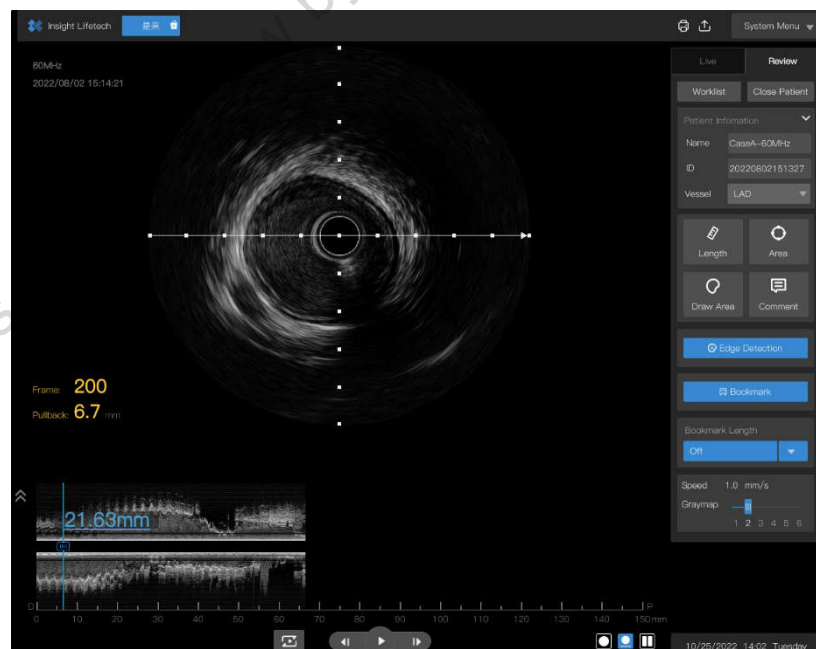 Insight Lifetech
System Menu
60MHz
2022/08/02 15:14:21
Live
Review
Worklist
Close Patient
Patient Infomation
Name
CaseA-60MHz
ID
20220802151327
Vessel
LAD
Length
Area
Draw Area
Comment
Edge Detection
Bookmark
Bookmark Length
Off
Speed 1.0 mm/s
Graymap
1 2 3 4 5 6
Frame: 200
Pullback: 6.7 mm
21.63mm
D
P
0 10 20 30 40 50 60 70 80 90 100 110 120 130 140 150 mm
10/25/2022 14:02 Tuesday